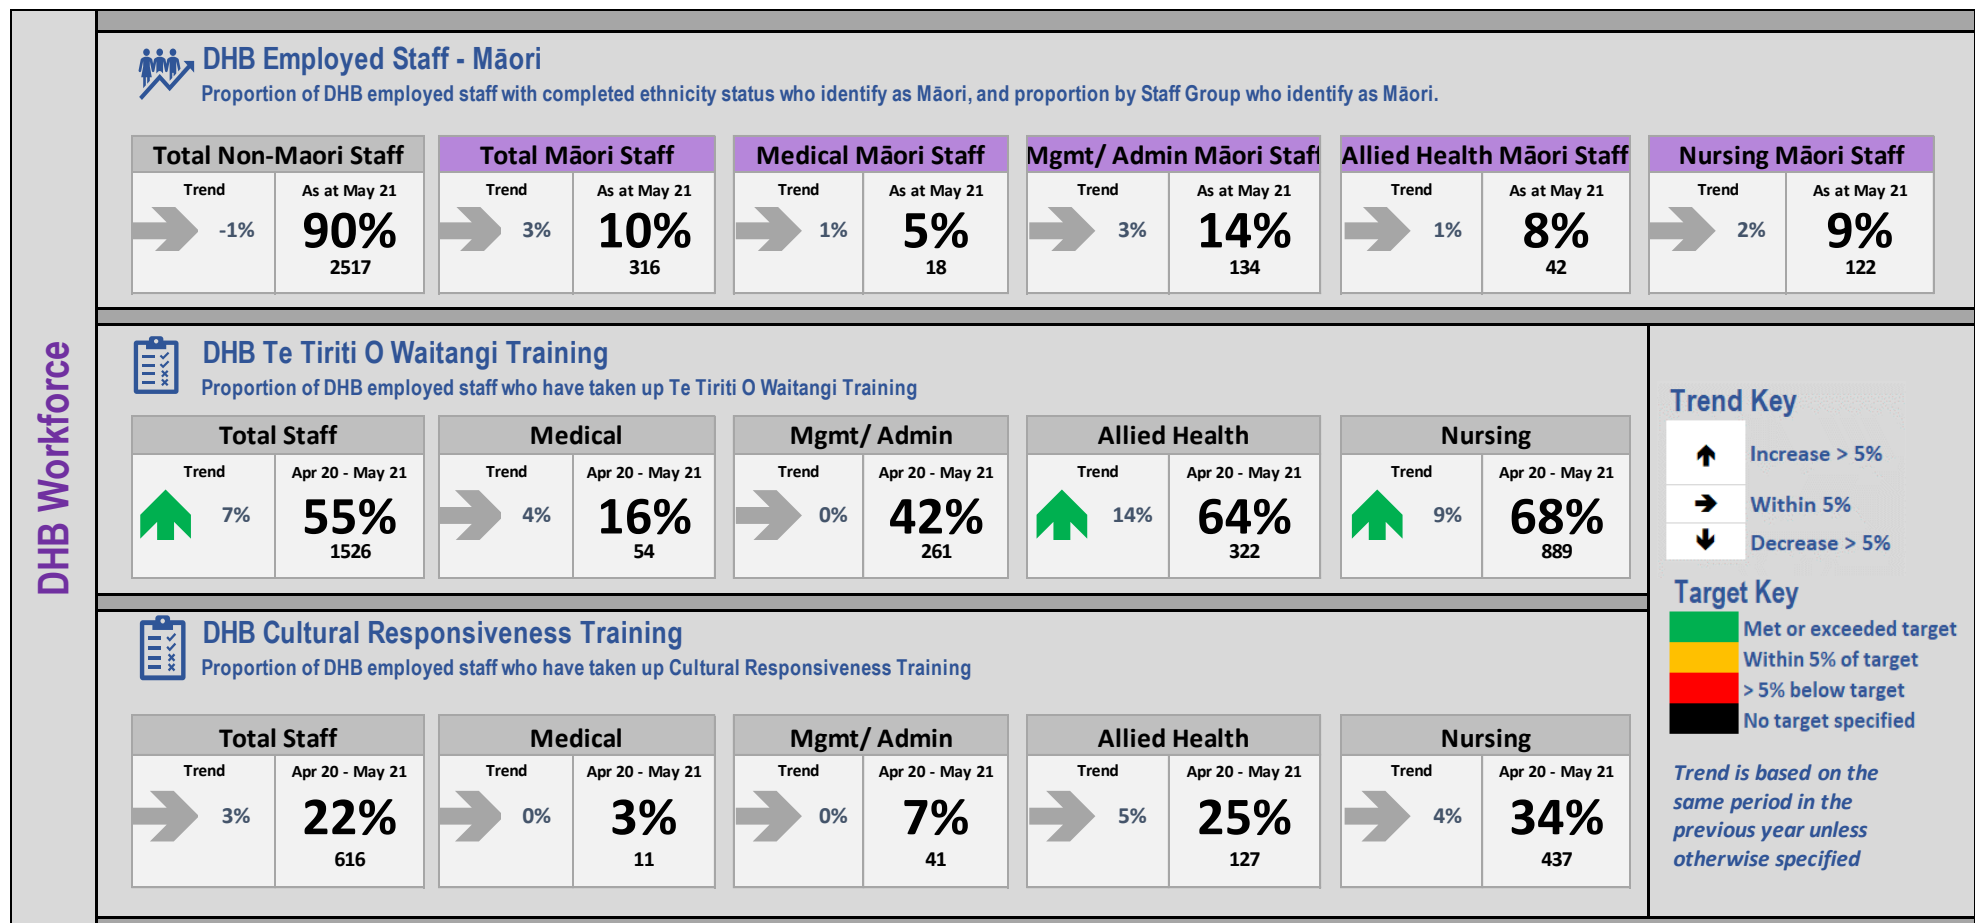 DHB Workforce
DHB Employed Staff - Māori
Proportion of DHB employed staff with completed ethnicity status who identify as Māori, and proportion by Staff Group who identify as Māori.
Total Non-Maori Staff
Trend As at May 21
-1% 90%
2517
Total Māori Staff
Trend As at May 21
3% 10%
316
Medical Māori Staff
Trend As at May 21
1% 5%
18
Mgmt/ Admin Māori Staff
Trend As at May 21
3% 14%
134
Allied Health Māori Staff
Trend As at May 21
1% 8%
42
Nursing Māori Staff
Trend As at May 21
2% 9%
122
DHB Te Tiriti O Waitangi Training
Proportion of DHB employed staff who have taken up Te Tiriti O Waitangi Training
Total Staff
Trend Apr 20 - May 21
7% 55%
1526
Medical
Trend Apr 20 - May 21
4% 16%
54
Mgmt/ Admin
Trend Apr 20 - May 21
0% 42%
261
Allied Health
Trend Apr 20 - May 21
14% 64%
322
Nursing
Trend Apr 20 - May 21
9% 68%
889
DHB Cultural Responsiveness Training
Proportion of DHB employed staff who have taken up Cultural Responsiveness Training
Total Staff
Trend Apr 20 - May 21
3% 22%
616
Medical
Trend Apr 20 - May 21
0% 3%
11
Mgmt/ Admin
Trend Apr 20 - May 21
0% 7%
41
Allied Health
Trend Apr 20 - May 21
5% 25%
127
Nursing
Trend Apr 20 - May 21
4% 34%
437
Trend Key
Increase > 5%
Within 5%
Decrease > 5%
Target Key
Met or exceeded target
Within 5% of target
> 5% below target
No target specified
Trend is based on the
same period in the
previous year unless
otherwise specified